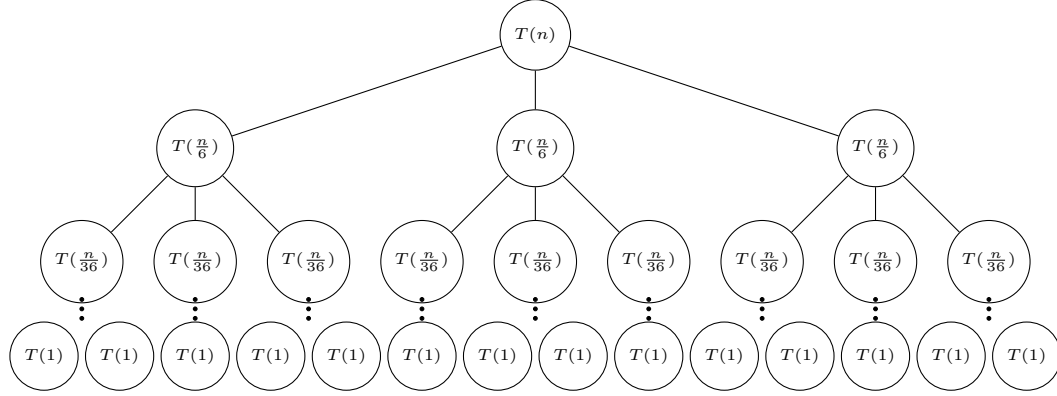 T(n)
T(n/6) T(n/6) T(n/6)
T(n/36) T(n/36) T(n/36) T(n/36) T(n/36) T(n/36) T(n/36) T(n/36) T(n/36)
T(1) T(1) T(1) T(1) T(1) T(1) T(1) T(1) T(1) T(1) T(1) T(1) T(1) T(1)